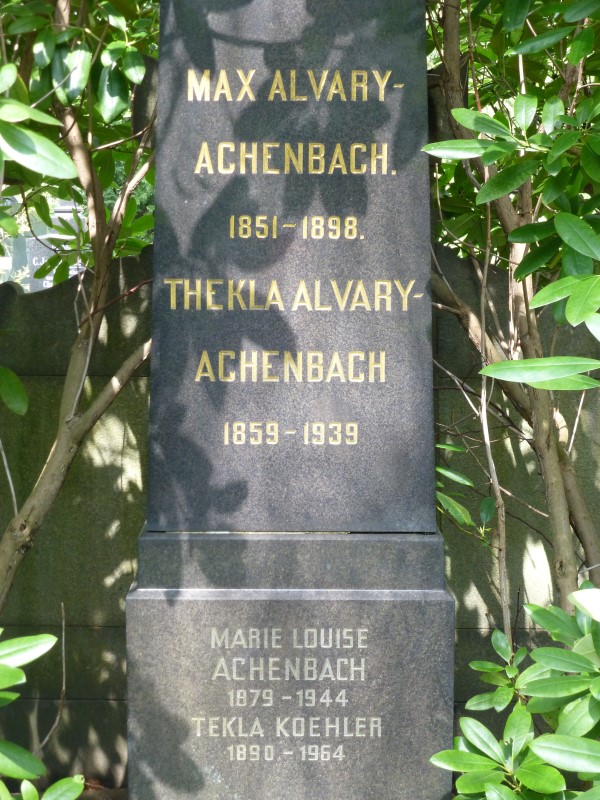 MAX ALVARY-
ACHENBACH.
1851-1898.
THEKLA ALVARY-
ACHENBACH
1859-1939
MARIE LOUISE
ACHENBACH
1879-1944
TEKLA KOEHLER
1890.-1964